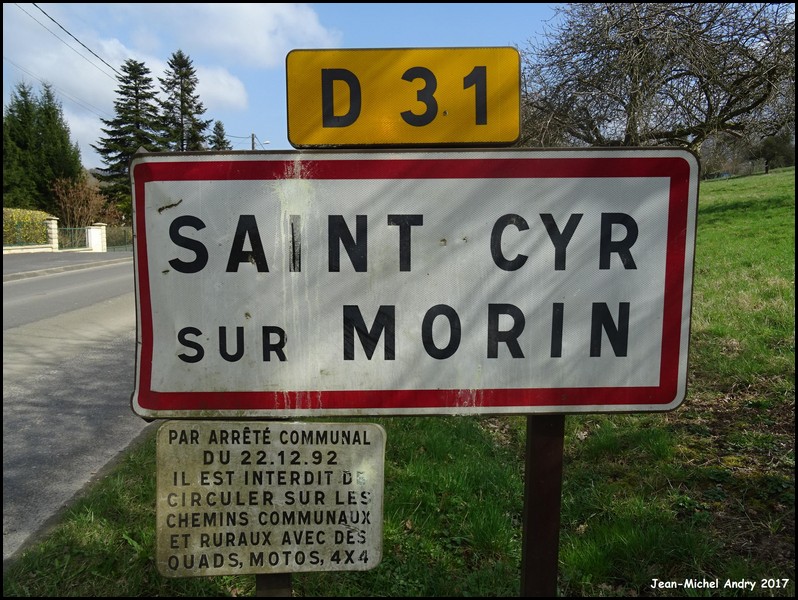 D 31
SAINT CYR
SUR MORIN
PAR ARRÊTÉ COMMUNAL
DU 22.12.92
IL EST INTERDIT DE
CIRCULER SUR LES
CHEMINS COMMUNAUX
ET RURAUX AVEC DES
QUADS, MOTOS, 4X4
Jean-Michel Andry 2017